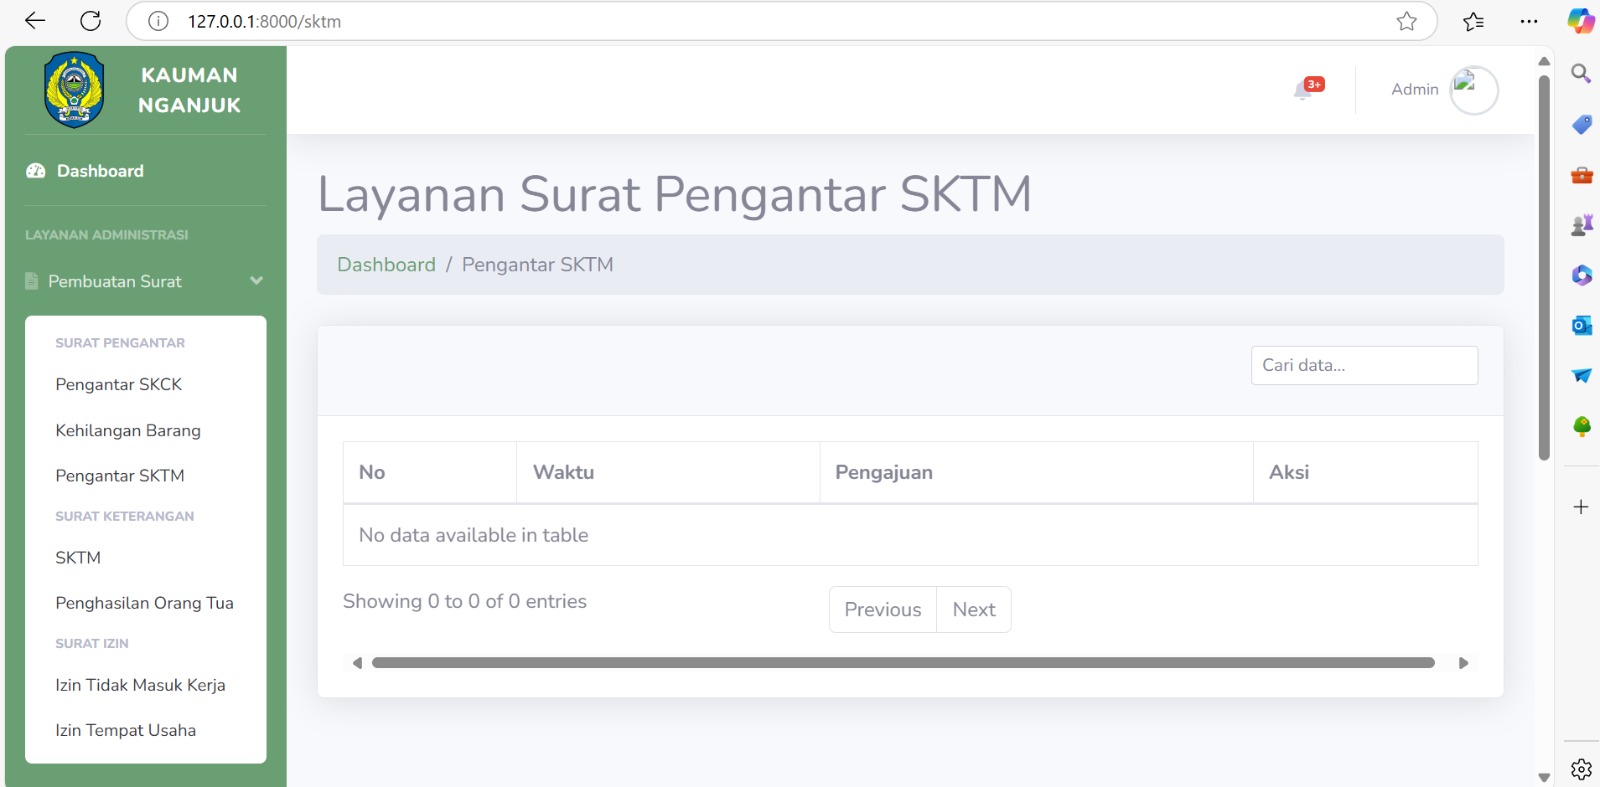 127.0.0.1:8000/sktm
KAUMAN
NGANJUK
3+
Admin
Dashboard
LAYANAN ADMINISTRASI
Pembuatan Surat
SURAT PENGANTAR
Pengantar SKCK
Kehilangan Barang
Pengantar SKTM
SURAT KETERANGAN
SKTM
Penghasilan Orang Tua
SURAT IZIN
Izin Tidak Masuk Kerja
Izin Tempat Usaha
Layanan Surat Pengantar SKTM
Dashboard / Pengantar SKTM
Cari data...
No Waktu Pengajuan Aksi
No data available in table
Showing 0 to 0 of 0 entries
Previous Next